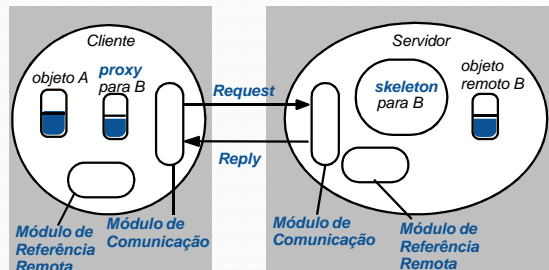 Cliente
Servidor
objeto A
proxy
para B
Request
skeleton
para B
objeto
remoto B
Reply
Módulo de
Referência
Remota
Módulo de
Comunicação
Módulo de
Comunicação
Módulo de
Referência
Remota